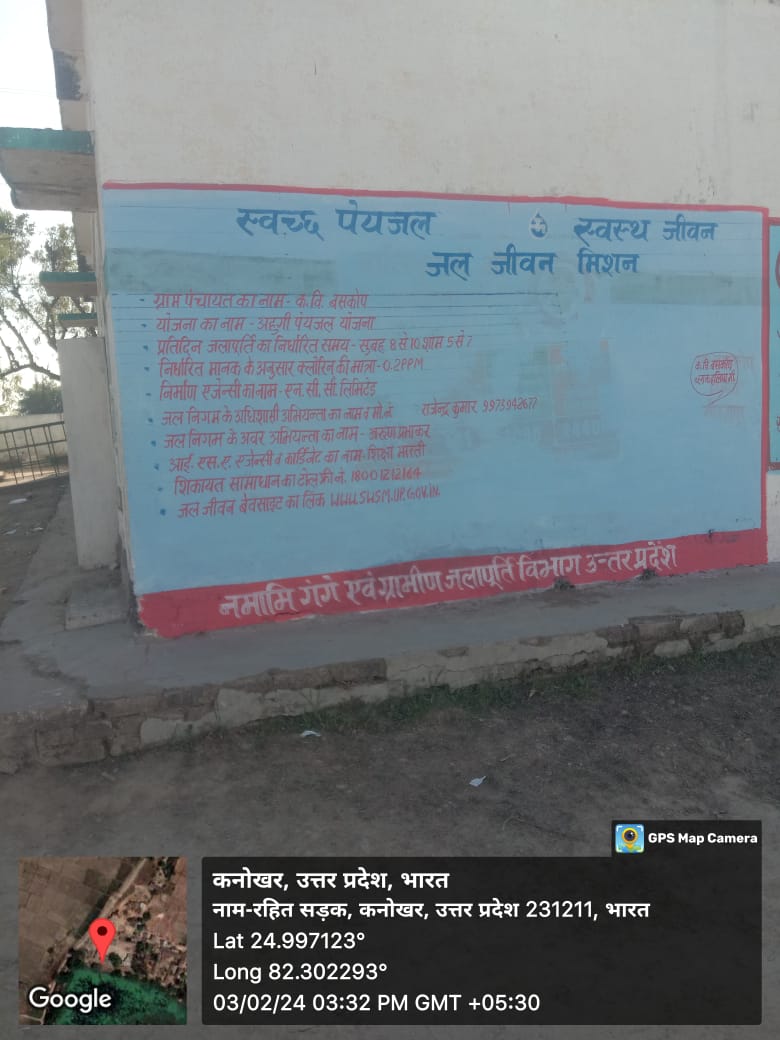 स्वच्छ पेयजल स्वस्थ जीवन
जल जीवन मिशन
ग्राम पंचायत का नाम - क.वि. बसकोप
योजना का नाम - अहुगी पेयजल योजना
प्रतिदिन जलापूर्ति का निर्धारित समय - सुबह 8 से 10 शाम 5 से 7
निर्धारित मानक के अनुसार क्लोरिन की मात्रा - 0.2PPM
निर्माण एजेन्सी का नाम - एन. सी. सी. लिमिटेड
जल निगम के अधिशासी अभियन्ता का नाम व मो.नं. राजेन्द्र कुमार 9975942677
जल निगम के अवर अभियन्ता का नाम - अरुण प्रभाकर
आई. एस. ए. एजेन्सी व कार्डिनेट का नाम - शिक्षा भारती
शिकायत सामाधान का टोल फ्री नं. 18001212164
जल जीवन बेवसाइट का लिंक WWW.SWSM.UP.GOV.IN
क.वि. बसकोप
नमामि गंगे एवं ग्रामीण जलापूर्ति विभाग उत्तर प्रदेश
GPS Map Camera
कनोखर, उत्तर प्रदेश, भारत
नाम-रहित सड़क, कनोखर, उत्तर प्रदेश 231211, भारत
Lat 24.997123°
Long 82.302293°
03/02/24 03:32 PM GMT +05:30
Google